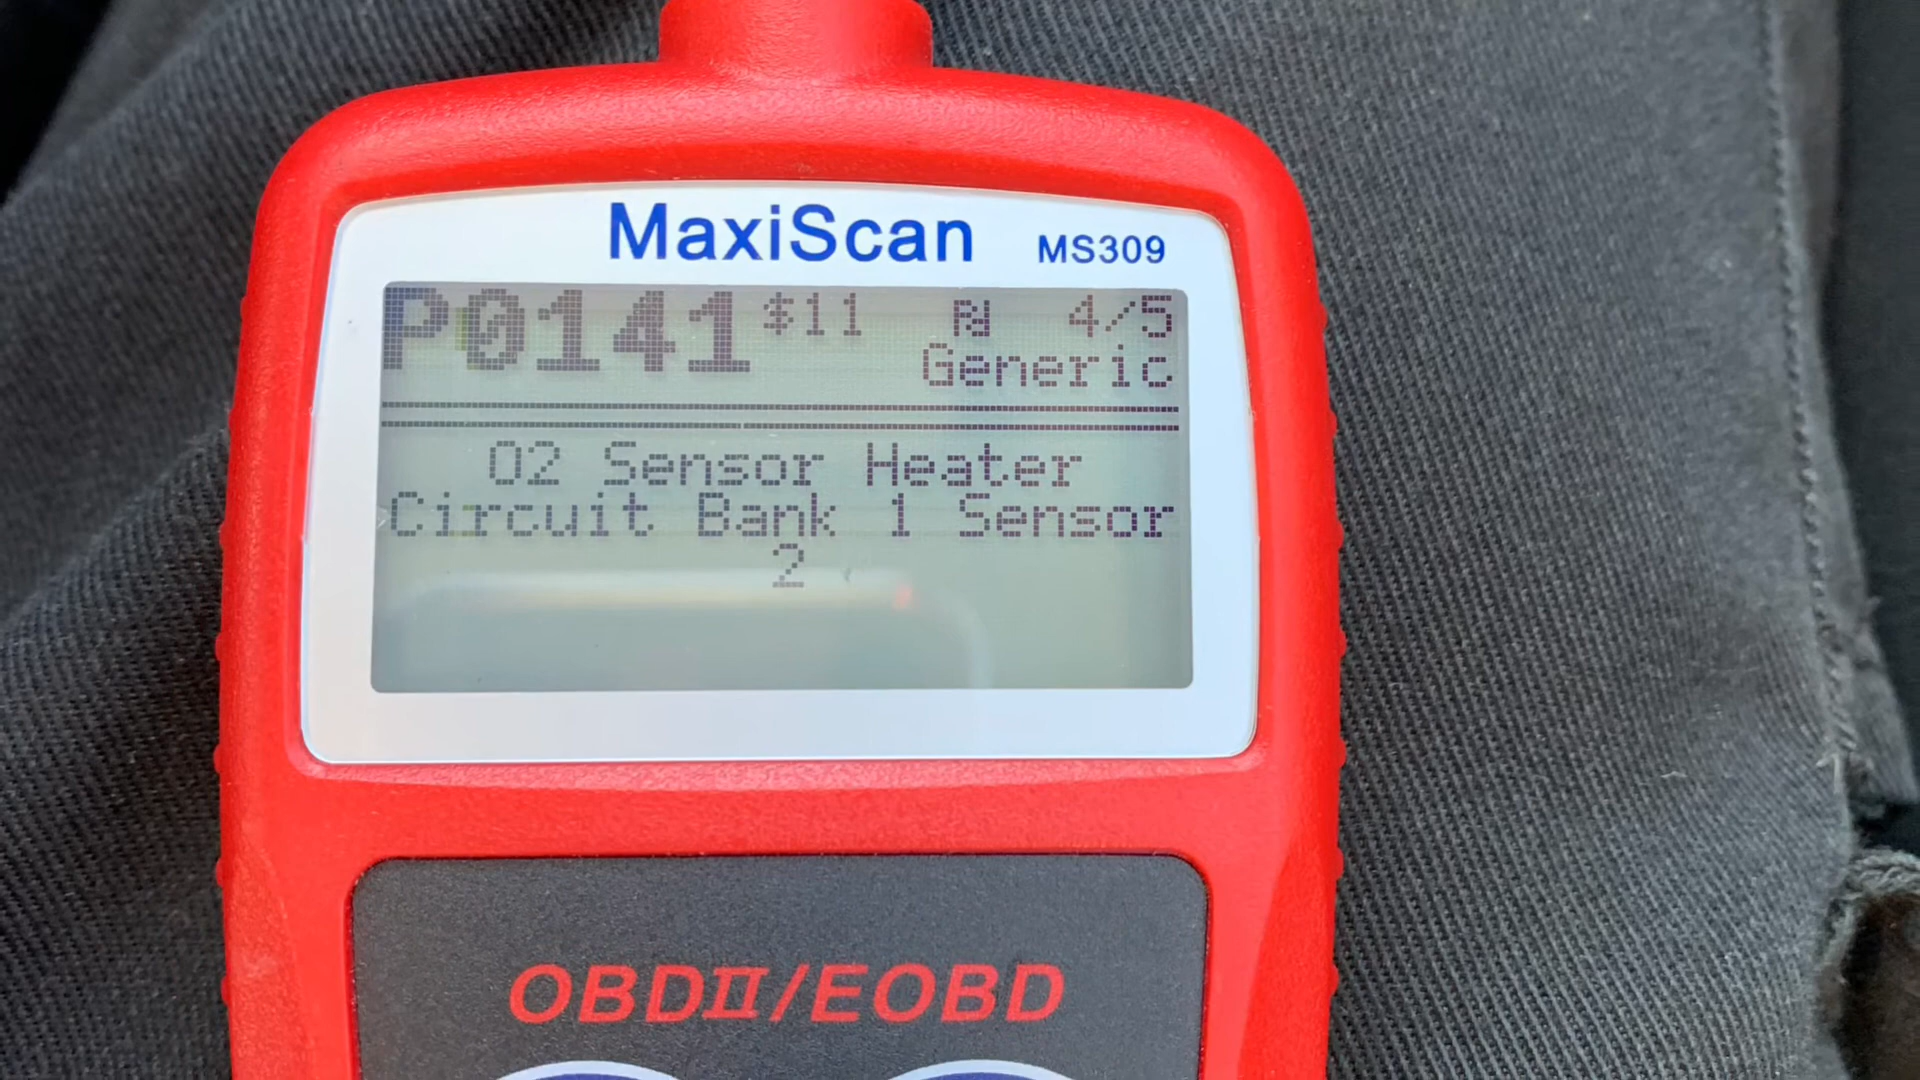 MaxiScan MS309
P0141 $11 4/5
Generic
O2 Sensor Heater
Circuit Bank 1 Sensor
2
OBDII/EOBD